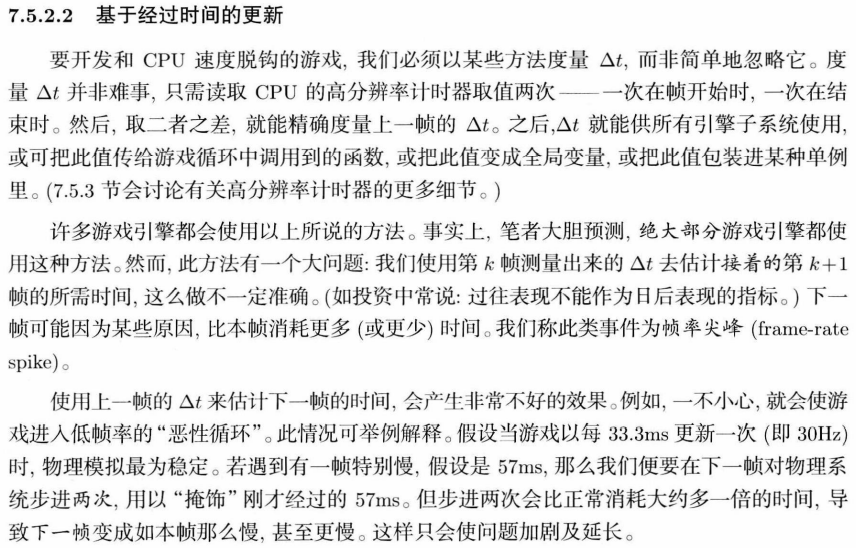 7.5.2.2 基于经过时间的更新
要开发和 CPU 速度脱钩的游戏, 我们必须以某些方法度量 Δt, 而非简单地忽略它。度
量 Δt 并非难事, 只需读取 CPU 的高分辨率计时器取值两次——一次在帧开始时, 一次在结
束时。然后, 取二者之差, 就能精确度量上一帧的 Δt。之后,Δt 就能供所有引擎子系统使用,
或可把此值传给游戏循环中调用到的函数, 或把此值变成全局变量, 或把此值包装进某种单例
里。(7.5.3 节会讨论有关高分辨率计时器的更多细节。)
许多游戏引擎都会使用以上所说的方法。事实上, 笔者大胆预测, 绝大部分游戏引擎都使
用这种方法。然而, 此方法有一个大问题: 我们使用第 k 帧测量出来的 Δt 去估计接着的第 k+1
帧的所需时间, 这么做不一定准确。(如投资中常说: 过往表现不能作为日后表现的指标。) 下一
帧可能因为某些原因, 比本帧消耗更多 (或更少) 时间。我们称此类事件为帧率尖峰 (frame-rate
spike)。
使用上一帧的 Δt 来估计下一帧的时间, 会产生非常不好的效果。例如, 一不小心, 就会使游
戏进入低帧率的“恶性循环”。此情况可举例解释。假设当游戏以每 33.3ms 更新一次 (即 30Hz)
时, 物理模拟最为稳定。若遇到有一帧特别慢, 假设是 57ms, 那么我们便要在下一帧对物理系
统步进两次, 用以“掩饰”刚才经过的 57ms。但步进两次会比正常消耗大约多一倍的时间, 导
致下一帧变成如本帧那么慢, 甚至更慢。这样只会使问题加剧及延长。